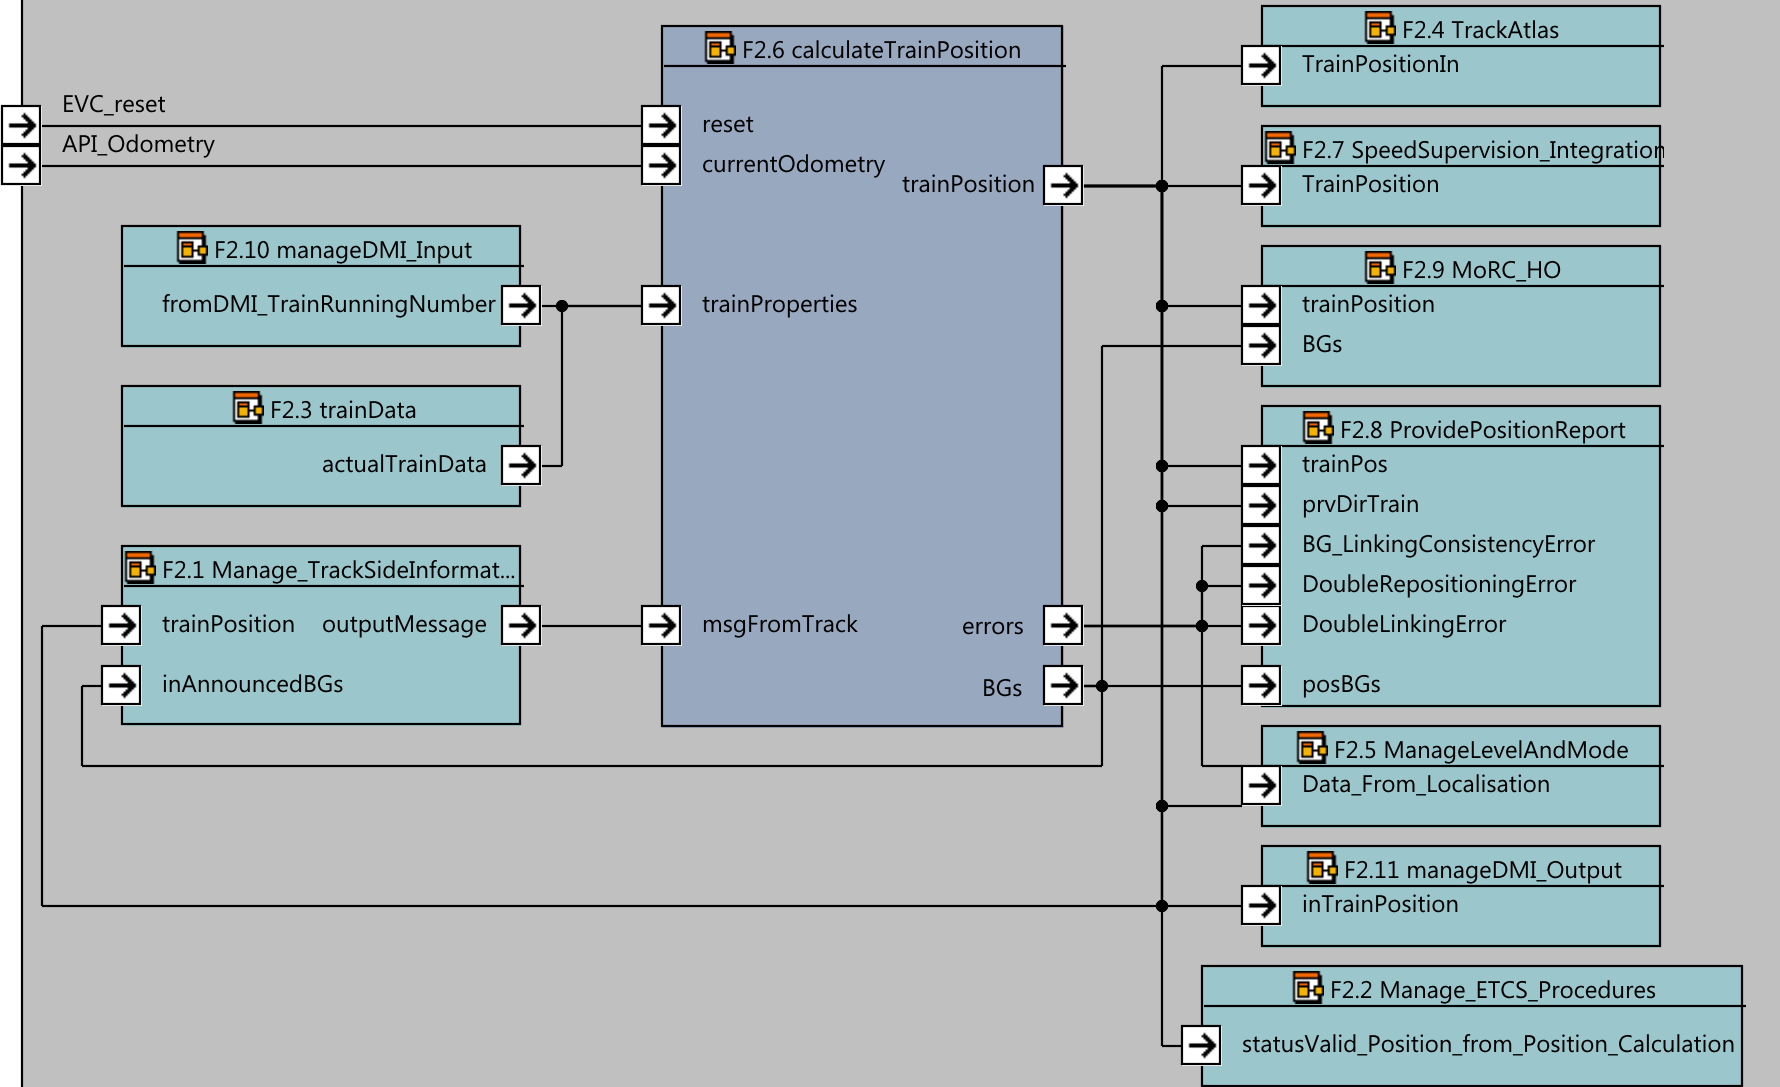 EVC_reset
API_Odometry
F2.10 manageDMI_Input
fromDMI_TrainRunningNumber
F2.3 trainData
actualTrainData
F2.1 Manage_TrackSideInformat...
trainPosition outputMessage
inAnnouncedBGs
F2.6 calculateTrainPosition
reset
currentOdometry
trainPosition
trainProperties
msgFromTrack errors
BGs
F2.4 TrackAtlas
TrainPositionIn
F2.7 SpeedSupervision_Integration
TrainPosition
F2.9 MoRC_HO
trainPosition
BGs
F2.8 ProvidePositionReport
trainPos
prvDirTrain
BG_LinkingConsistencyError
DoubleRepositioningError
DoubleLinkingError
posBGs
F2.5 ManageLevelAndMode
Data_From_Localisation
F2.11 manageDMI_Output
inTrainPosition
F2.2 Manage_ETCS_Procedures
statusValid_Position_from_Position_Calculation